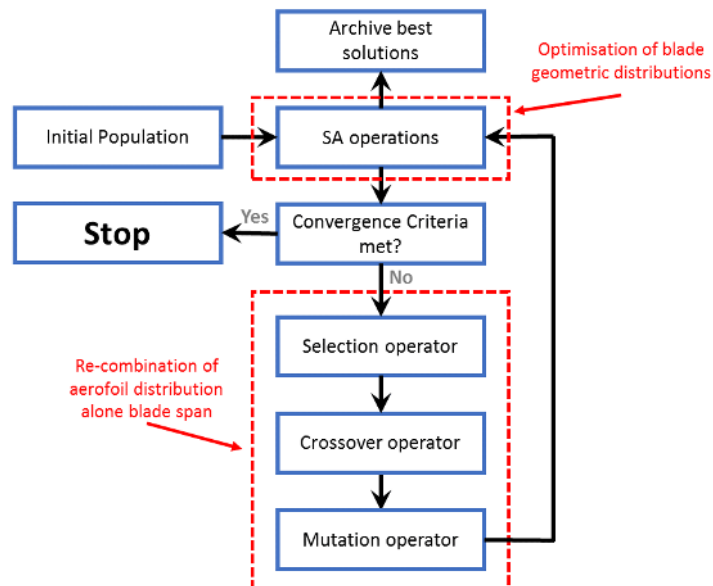 Archive best
solutions
Optimisation of blade
geometric distributions
Initial Population
SA operations
Stop
Yes
Convergence Criteria
met?
No
Selection operator
Re-combination of
aerofoil distribution
alone blade span
Crossover operator
Mutation operator